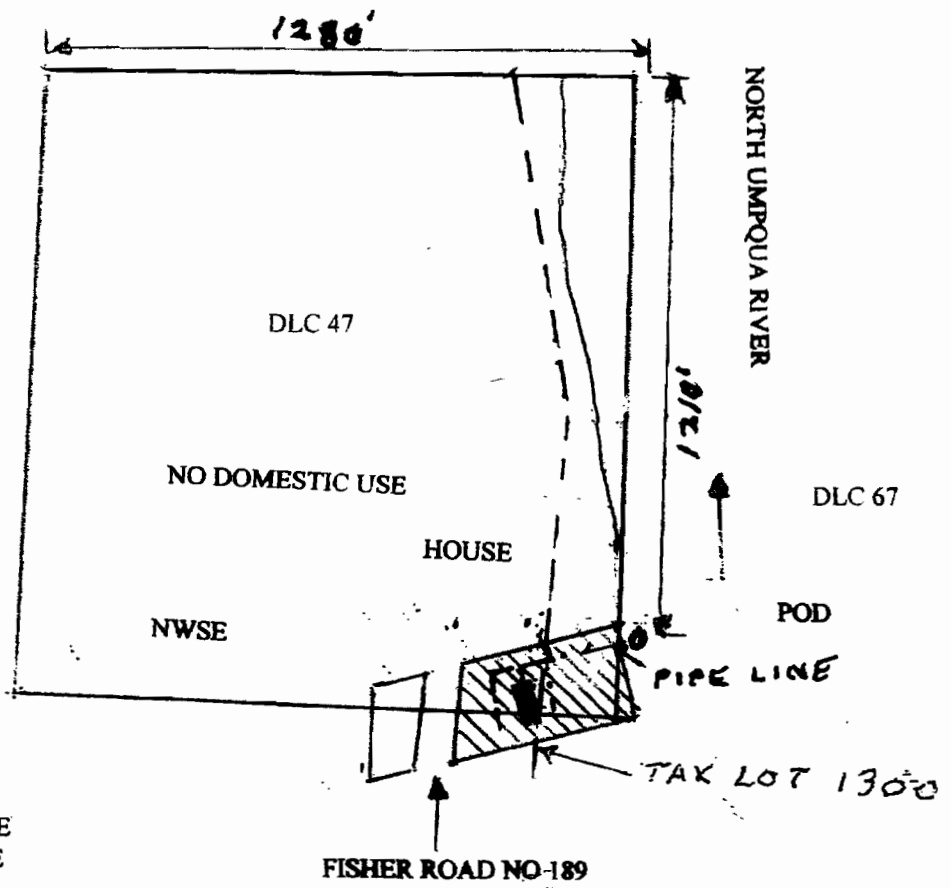 1280'
NORTH UMPQUA RIVER
DLC 47
1210'
NO DOMESTIC USE
DLC 67
HOUSE
NWSE
POD
PIPE LINE
TAX LOT 1300
E
E
FISHER ROAD NO 189